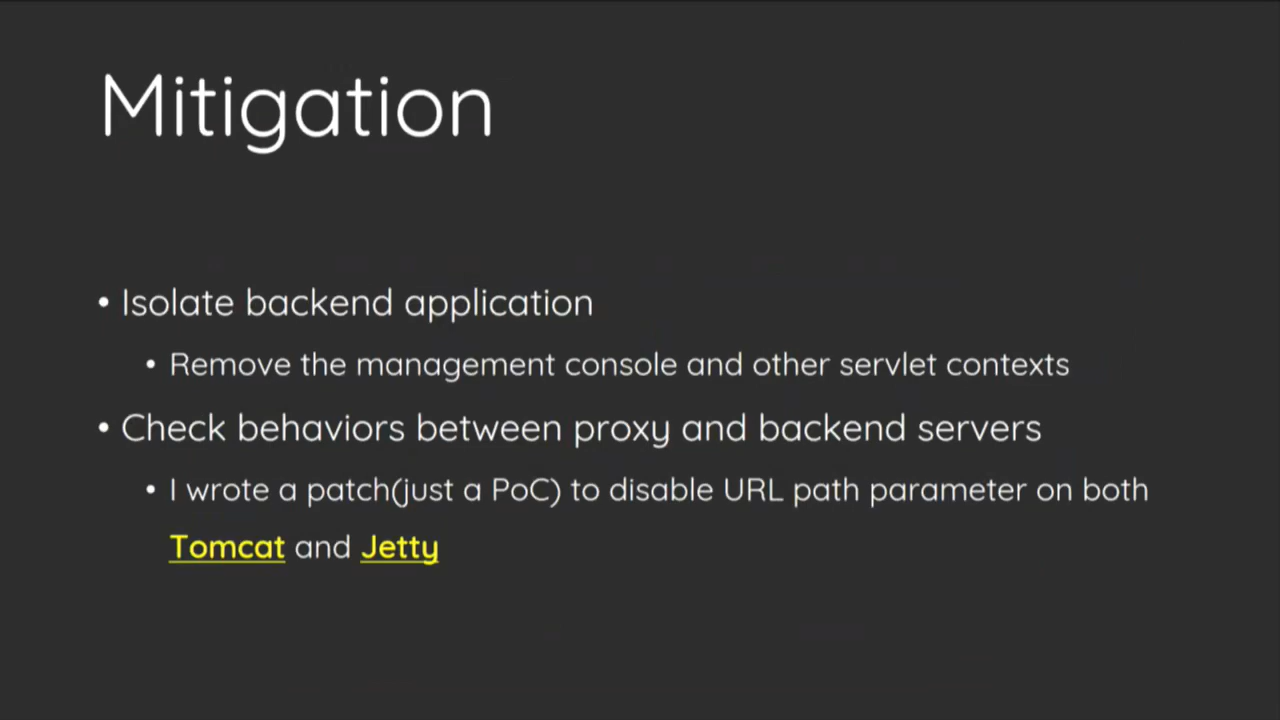 Mitigation
• Isolate backend application
• Remove the management console and other servlet contexts
• Check behaviors between proxy and backend servers
• I wrote a patch(just a PoC) to disable URL path parameter on both
Tomcat and Jetty